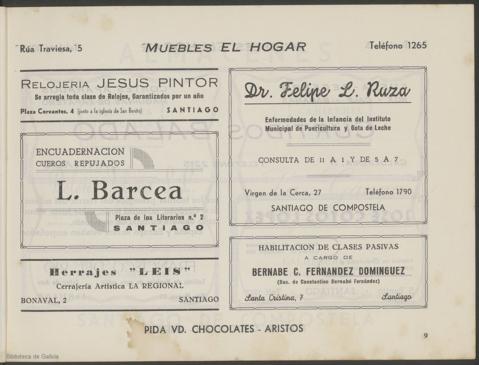 Rúa Traviesa, 5 MUEBLES EL HOGAR Teléfono 1265
RELOJERIA JESUS PINTOR
Se arregla toda clase de Relojes, Garantizados por un año
Plaza Cervantes, 4 (junto a la iglesia de San Benito) SANTIAGO
ENCUADERNACION
CUEROS REPUJADOS
L. Barcea
Plaza de los Literarios n.º 2
SANTIAGO
Herrajes "LEIS"
Cerrajería Artística LA REGIONAL
BONAVAL, 2 SANTIAGO
Dr. Felipe L. Ruza
Enfermedades de la Infancia del Instituto
Municipal de Puericultura y Gota de Leche
CONSULTA DE 11 A 1 Y DE 5 A 7
Virgen de la Cerca, 27 Teléfono 1790
SANTIAGO DE COMPOSTELA
HABILITACION DE CLASES PASIVAS
A CARGO DE
BERNABE C. FERNANDEZ DOMINGUEZ
(Suc. de Constantino Bernabé Fernández)
Santa Cristina, 7 Santiago
PIDA VD. CHOCOLATES - ARISTOS
9
Biblioteca de Galicia